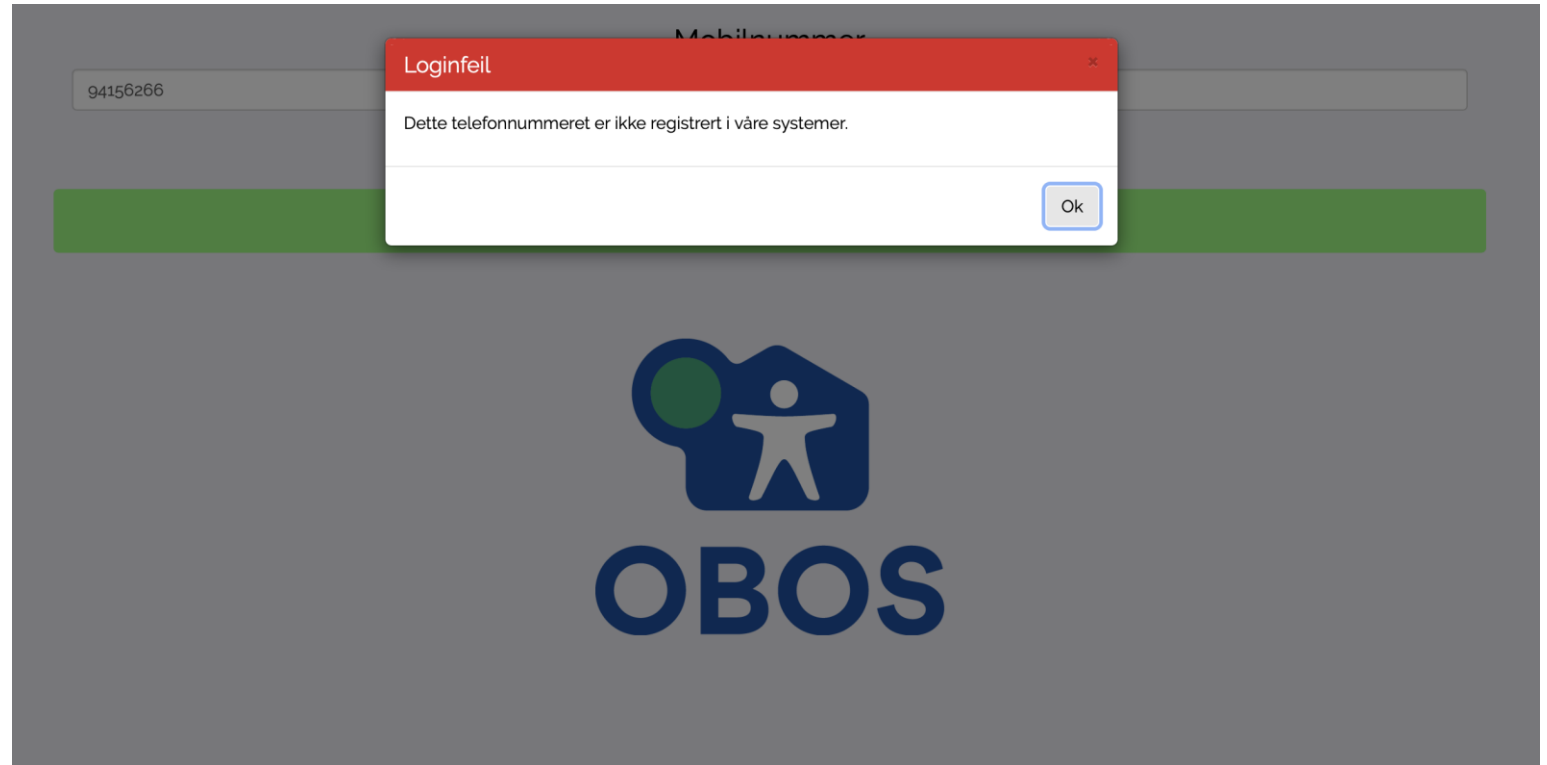 Mobilnummer
Loginfeil
×
94156266
Dette telefonnummeret er ikke registrert i våre systemer.
Ok
OBOS